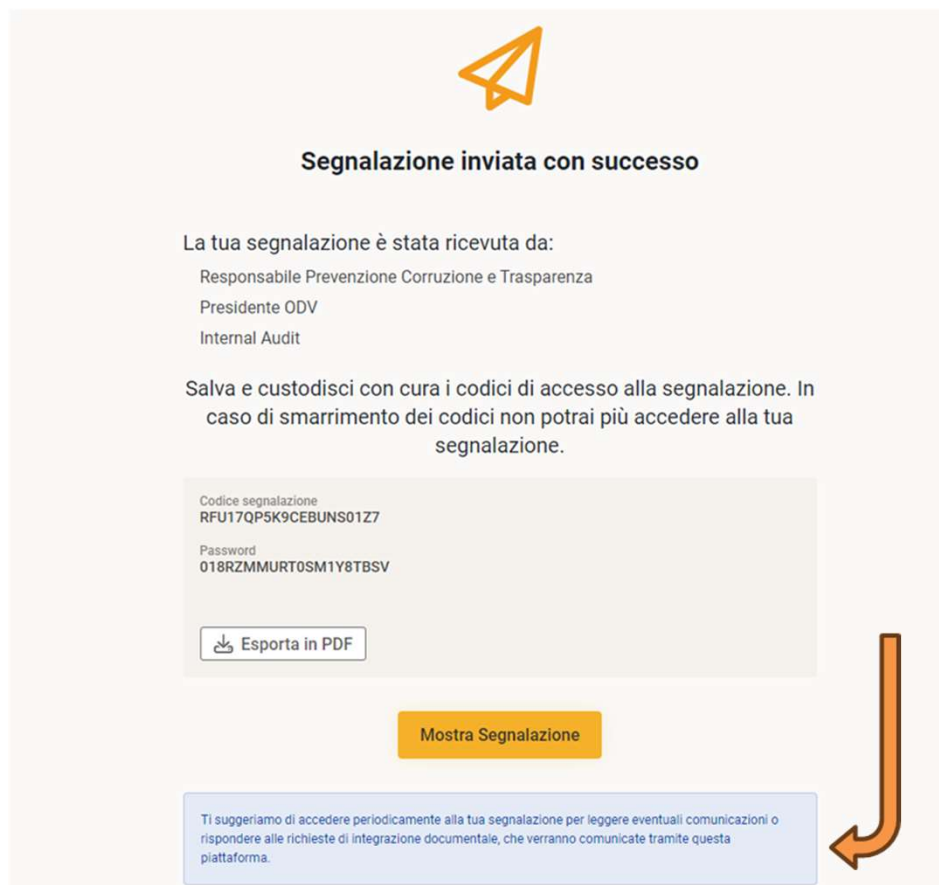 Segnalazione inviata con successo
La tua segnalazione è stata ricevuta da:
Responsabile Prevenzione Corruzione e Trasparenza
Presidente ODV
Internal Audit
Salva e custodisci con cura i codici di accesso alla segnalazione. In
caso di smarrimento dei codici non potrai più accedere alla tua
segnalazione.
Codice segnalazione
RFU17QP5K9CEBUNS01Z7
Password
018RZMMURT0SM1Y8TBSV
Esporta in PDF
Mostra Segnalazione
Ti suggeriamo di accedere periodicamente alla tua segnalazione per leggere eventuali comunicazioni o
rispondere alle richieste di integrazione documentale, che verranno comunicate tramite questa
piattaforma.